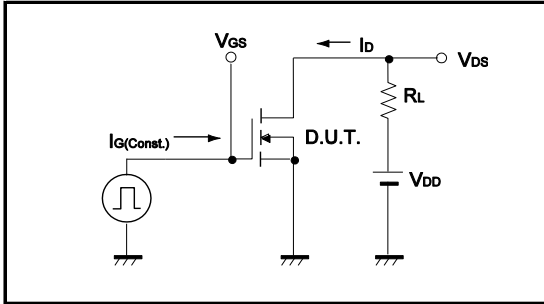 VGS
ID
VDS
RL
IG(Const.)
D.U.T.
VDD